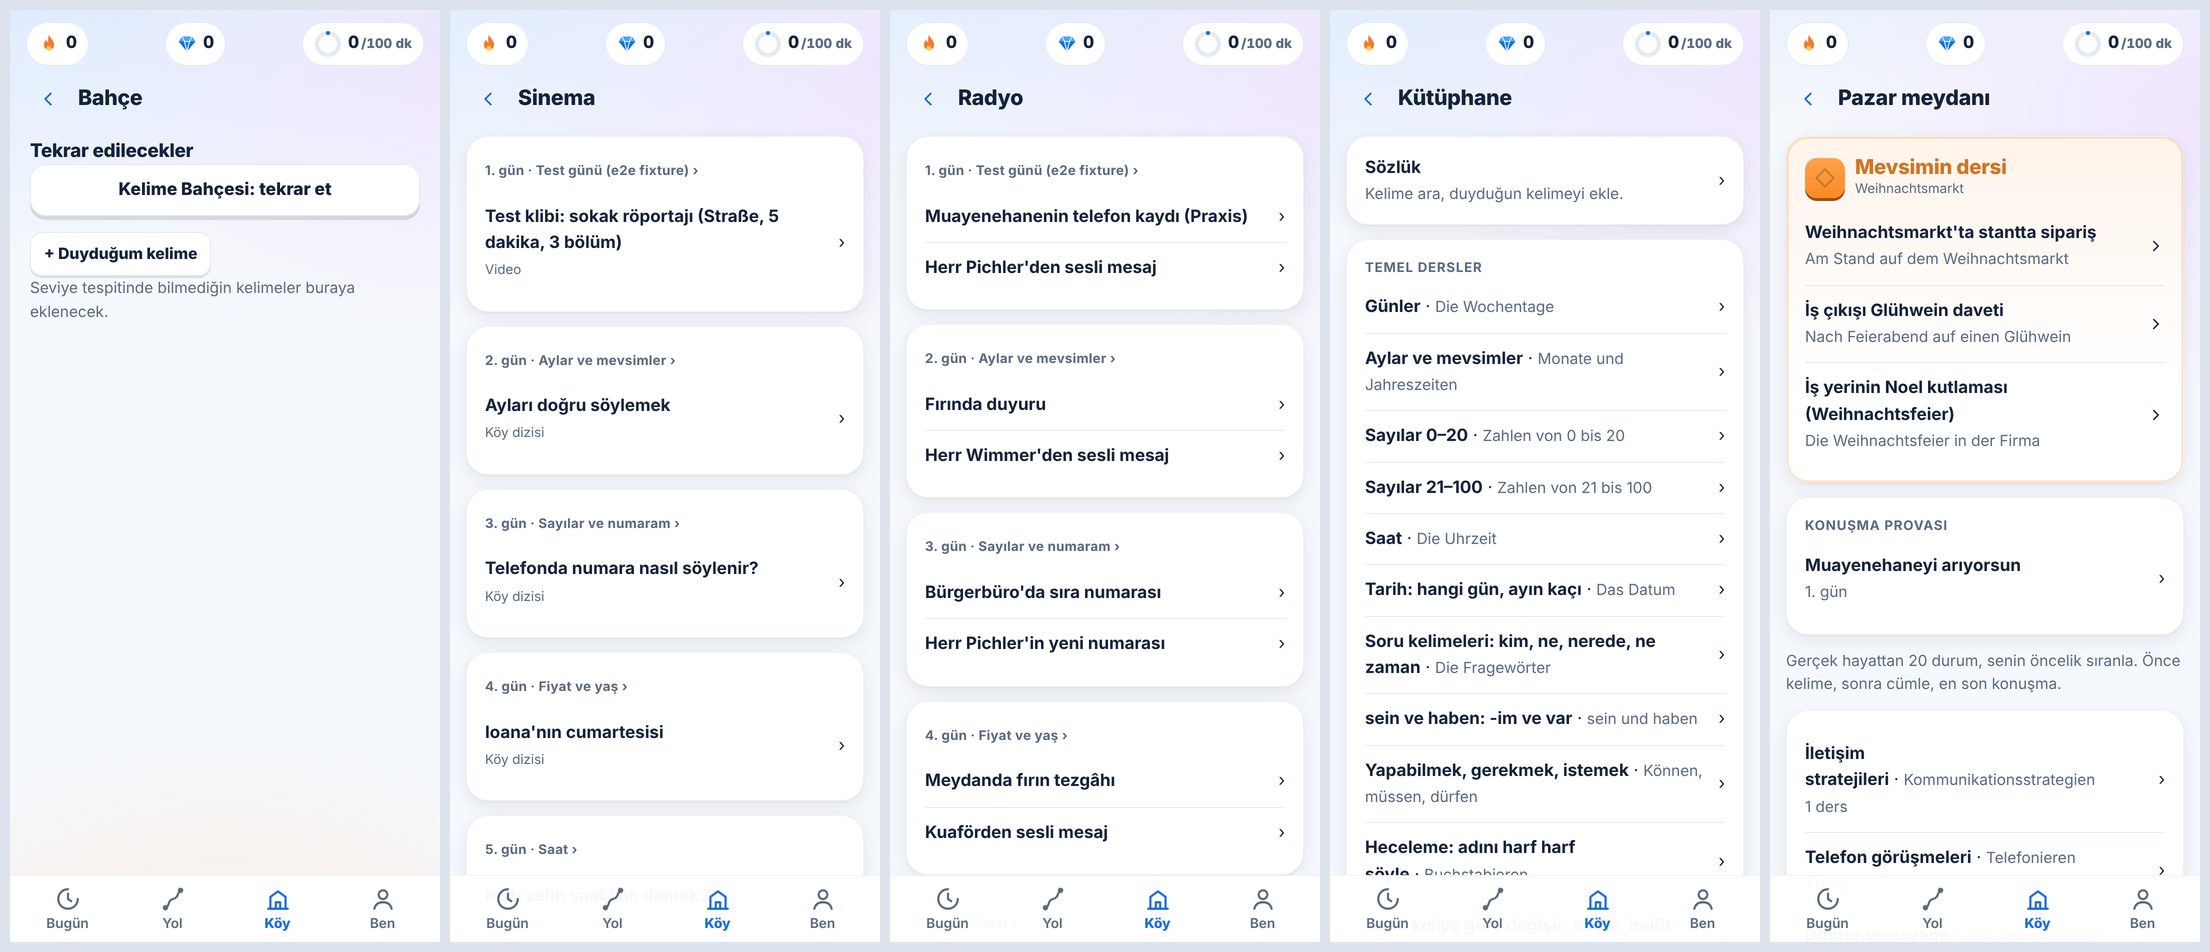 0
0
0/100 dk
Bahçe
Tekrar edilecekler
Kelime Bahçesi: tekrar et
+ Duyduğum kelime
Seviye tespitinde bilmediğin kelimeler buraya
eklenecek.
Bugün
Yol
Köy
Ben
0
0
0/100 dk
Sinema
1. gün · Test günü (e2e fixture) ›
Test klibi: sokak röportajı (Straße, 5
dakika, 3 bölüm)
Video
2. gün · Aylar ve mevsimler ›
Ayları doğru söylemek
Köy dizisi
3. gün · Sayılar ve numaram ›
Telefonda numara nasıl söylenir?
Köy dizisi
4. gün · Fiyat ve yaş ›
Ioana'nın cumartesisi
Köy dizisi
5. gün · Saat ›
zehn saat
Bugün
Yol
Köy
Ben
0
0
0/100 dk
Radyo
1. gün · Test günü (e2e fixture) ›
Muayenehanenin telefon kaydı (Praxis)
Herr Pichler'den sesli mesaj
2. gün · Aylar ve mevsimler ›
Fırında duyuru
Herr Wimmer'den sesli mesaj
3. gün · Sayılar ve numaram ›
Bürgerbüro'da sıra numarası
Herr Pichler'in yeni numarası
4. gün · Fiyat ve yaş ›
Meydanda fırın tezgâhı
Kuaförden sesli mesaj
Bugün
Yol
Köy
Ben
0
0
0/100 dk
Kütüphane
Sözlük
Kelime ara, duyduğun kelimeyi ekle.
TEMEL DERSLER
Günler · Die Wochentage
Aylar ve mevsimler · Monate und
Jahreszeiten
Sayılar 0–20 · Zahlen von 0 bis 20
Sayılar 21–100 · Zahlen von 21 bis 100
Saat · Die Uhrzeit
Tarih: hangi gün, ayın kaçı · Das Datum
Soru kelimeleri: kim, ne, nerede, ne
zaman · Die Fragewörter
sein ve haben: -im ve var · sein und haben
Yapabilmek, gerekmek, istemek · Können,
müssen, dürfen
Heceleme: adını harf harf
söyle · Buchstabieren
kişiye göre değişir: heißt
Bugün
Yol
Köy
Ben
0
0
0/100 dk
Pazar meydanı
Mevsimin dersi
Weihnachtsmarkt
Weihnachtsmarkt'ta stantta sipariş
Am Stand auf dem Weihnachtsmarkt
İş çıkışı Glühwein daveti
Nach Feierabend auf einen Glühwein
İş yerinin Noel kutlaması
(Weihnachtsfeier)
Die Weihnachtsfeier in der Firma
KONUŞMA PROVASI
Muayenehaneyi arıyorsun
1. gün
Gerçek hayattan 20 durum, senin öncelik sıranla. Önce
kelime, sonra cümle, en son konuşma.
İletişim
stratejileri · Kommunikationsstrategien
1 ders
Telefon görüşmeleri · Telefonieren
Bugün
Yol
Köy
Ben